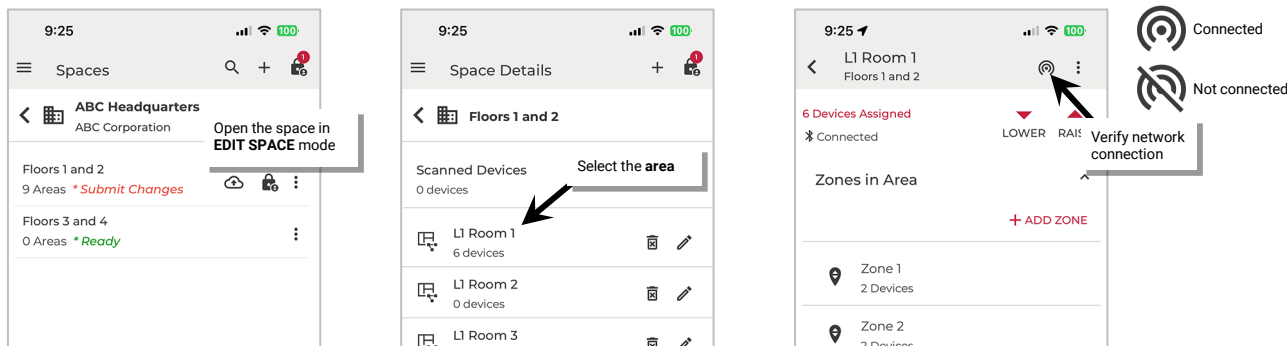 9:25
100
Spaces
1
ABC Headquarters
ABC Corporation
Open the space in
EDIT SPACE mode
Floors 1 and 2
9 Areas * Submit Changes
Floors 3 and 4
0 Areas * Ready
9:25
100
Space Details
1
Floors 1 and 2
Scanned Devices
0 devices
Select the area
L1 Room 1
6 devices
L1 Room 2
0 devices
L1 Room 3
9:25
100
L1 Room 1
Floors 1 and 2
6 Devices Assigned
Connected
LOWER
Verify network
connection
Zones in Area
+ ADD ZONE
Zone 1
2 Devices
Zone 2
2 Devices
Connected
Not connected